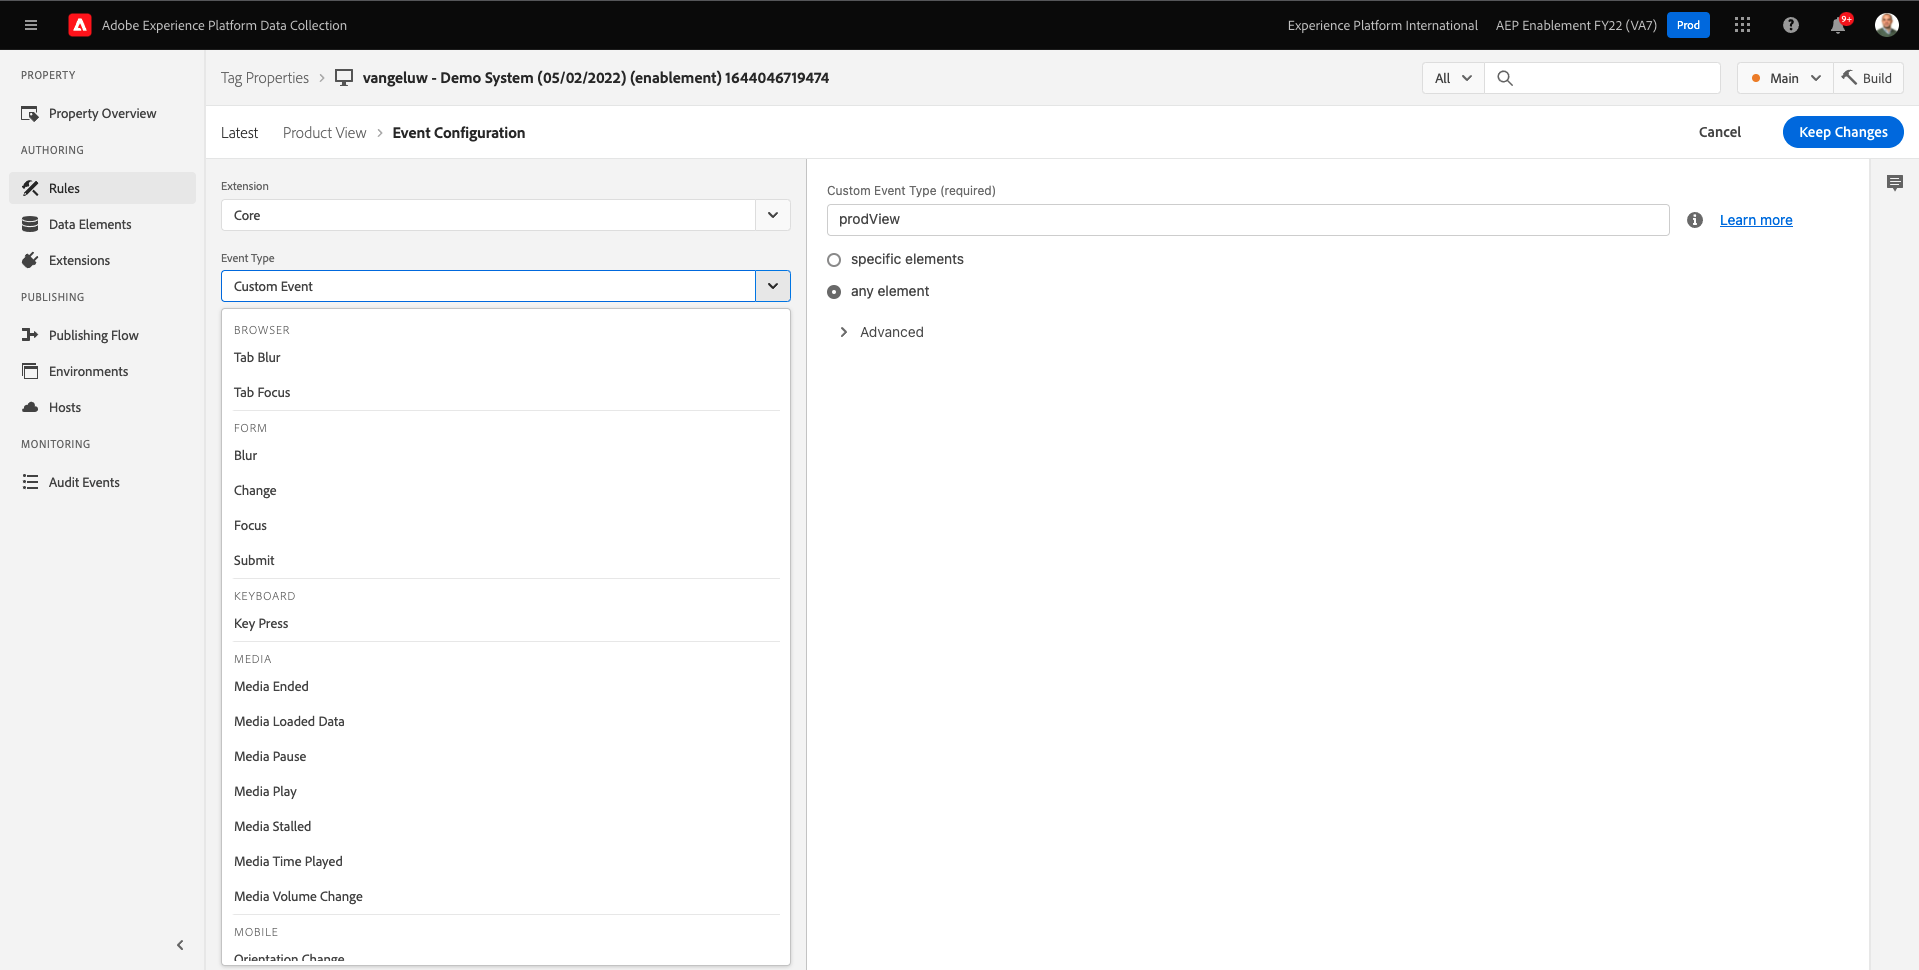 Adobe Experience Platform Data Collection
Experience Platform International
AEP Enablement FY22 (VA7)
Prod
9+
PROPERTY
Property Overview
AUTHORING
Rules
Data Elements
Extensions
PUBLISHING
Publishing Flow
Environments
Hosts
MONITORING
Audit Events
Tag Properties
vangeluw - Demo System (05/02/2022) (enablement) 1644046719474
All
Main
Build
Latest
Product View
Event Configuration
Cancel
Keep Changes
Extension
Core
Event Type
Custom Event
BROWSER
Tab Blur
Tab Focus
FORM
Blur
Change
Focus
Submit
KEYBOARD
Key Press
MEDIA
Media Ended
Media Loaded Data
Media Pause
Media Play
Media Stalled
Media Time Played
Media Volume Change
MOBILE
Orientation Change
Custom Event Type (required)
prodView
Learn more
specific elements
any element
Advanced